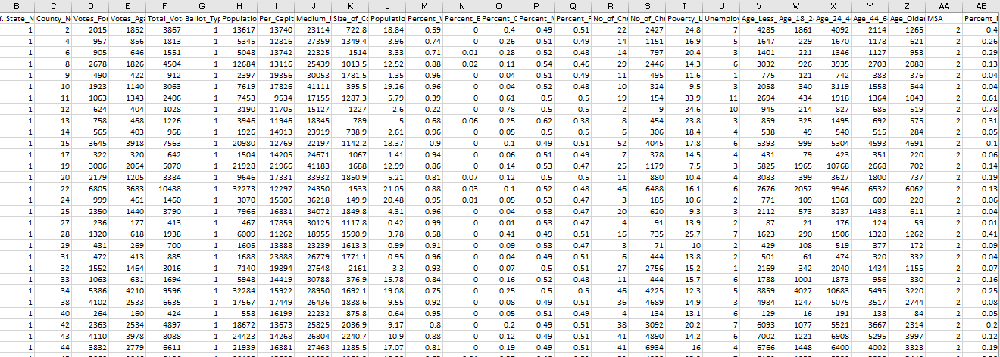 B C D E F G H I J K L M N O P Q R S T U V W X Y Z AA AB
State_N County_N Votes_For Votes_Aga Total_Vot Ballot_Typ Populatio Per_Capit Medium_I Size_of_Co Populatio Percent_W Percent_B Percent_O Percent_M Percent_F No_of_Chu No_of_Chu Poverty_L Unemploy Age_Less_ Age_18_2 Age_24_4 Age_44_6 Age_Older MSA Percent_M
1 2 2015 1852 3867 1 13617 13740 23114 722.8 18.84 0.59 0 0.4 0.49 0.51 22 2427 24.8 7 4285 1861 4092 2114 1265 2 0.4
1 4 957 856 1813 1 5345 12816 27359 1349.4 3.96 0.74 0 0.26 0.51 0.49 14 1151 16.9 5 1647 229 1670 1178 621 2 0.26
1 6 905 646 1551 1 5048 13742 22325 1514 3.33 0.71 0.01 0.28 0.52 0.48 14 797 20.4 3 1401 221 1346 1127 953 2 0.29
1 8 2678 1826 4504 1 12684 13116 25439 1013.5 12.52 0.88 0.02 0.11 0.54 0.46 29 2446 14.3 6 3032 926 3935 2703 2088 2 0.13
1 9 490 422 912 1 2397 19356 30053 1781.5 1.35 0.96 0 0.04 0.51 0.49 11 495 11.6 1 775 121 742 383 376 2 0.04
1 10 1923 1140 3063 1 7619 17826 41111 395.5 19.26 0.96 0 0.04 0.52 0.48 10 324 9.5 3 2058 340 3119 1558 544 2 0.04
1 11 1063 1343 2406 1 7453 9534 17155 1287.3 5.79 0.39 0 0.61 0.5 0.5 19 154 33.9 11 2694 434 1918 1364 1043 2 0.61
1 12 624 404 1028 1 3190 11705 15127 1227 2.6 0.22 0 0.78 0.5 0.5 2 9 34.6 10 945 214 827 685 519 2 0.78
1 13 758 468 1226 1 3946 11946 18345 789 5 0.68 0.06 0.25 0.62 0.38 8 454 23.8 3 859 325 1495 692 575 2 0.31
1 14 565 403 968 1 1926 14913 23919 738.9 2.61 0.96 0 0.05 0.5 0.5 6 306 18.4 4 538 49 540 515 284 2 0.05
1 15 3645 3918 7563 1 20980 12769 22197 1142.2 18.37 0.9 0 0.1 0.49 0.51 52 4045 17.8 6 5393 999 5304 4593 4691 2 0.1
1 17 322 320 642 1 1504 14205 24671 1067 1.41 0.94 0 0.06 0.51 0.49 7 378 14.5 4 431 79 423 351 220 2 0.06
1 19 3006 2064 5070 1 21928 21966 41183 1688 12.99 0.86 0 0.14 0.53 0.47 25 1179 7.5 3 5825 1965 10768 2668 702 2 0.14
1 20 2179 1205 3384 1 9646 17331 33932 1850.9 5.21 0.81 0.07 0.12 0.5 0.5 11 880 10.4 4 3083 399 3627 1800 737 2 0.19
1 22 6805 3683 10488 1 32273 12297 24350 1533 21.05 0.88 0.03 0.1 0.52 0.48 46 6488 16.1 6 7676 2057 9946 6532 6062 2 0.13
1 24 999 461 1460 1 3070 15505 36218 149.9 20.48 0.95 0.01 0.05 0.53 0.47 3 185 10.6 2 771 109 1361 609 220 2 0.06
1 25 2350 1440 3790 1 7966 16831 34072 1849.8 4.31 0.96 0 0.04 0.53 0.47 20 620 9.3 3 2112 573 3237 1433 611 2 0.04
1 27 236 177 413 1 467 17859 30125 1117.8 0.42 0.99 0 0.01 0.53 0.47 4 91 13.9 2 87 21 176 124 59 2 0.01
1 28 1320 618 1938 1 6009 11262 18955 1590.9 3.78 0.58 0 0.41 0.49 0.51 16 735 25.7 7 1623 290 1506 1328 1262 2 0.41
1 29 431 269 700 1 1605 13888 23239 1613.3 0.99 0.91 0 0.09 0.53 0.47 3 71 10 2 429 108 519 377 172 2 0.09
1 31 472 413 885 1 1688 23888 26779 1771.1 0.95 0.96 0 0.04 0.49 0.51 6 444 13.8 2 501 61 474 320 332 2 0.04
1 32 1552 1464 3016 1 7140 19894 27648 2161 3.3 0.93 0 0.07 0.5 0.51 27 2756 15.2 1 2169 342 2040 1434 1155 2 0.07
1 33 1063 631 1694 1 5948 14419 30788 376.9 15.78 0.84 0 0.16 0.52 0.48 11 444 15.7 6 1788 1001 1873 956 330 2 0.16
1 34 5386 4210 9596 1 32284 15922 28950 1692.1 19.08 0.75 0 0.25 0.5 0.5 46 4225 12.3 5 8859 4027 10683 5495 3220 2 0.25
1 38 4102 2533 6635 1 17567 17449 26436 1838.6 9.55 0.92 0 0.08 0.49 0.51 36 4689 14.9 3 4984 1247 5075 3517 2744 2 0.08
1 40 264 160 424 1 558 16199 22232 875.8 0.64 0.95 0 0.05 0.51 0.49 4 134 13.1 6 129 16 191 138 84 2 0.05
1 42 2363 2534 4897 1 18672 13673 25825 2036.9 9.17 0.8 0 0.2 0.49 0.51 38 3092 20.2 7 6093 1077 5521 3667 2314 2 0.2
1 43 4110 3978 8088 1 24423 14268 26804 2240.7 10.9 0.88 0 0.12 0.49 0.51 41 4890 14.2 6 7002 1221 6908 5295 3997 2 0.12
1 44 3832 2779 6611 1 21939 16381 27463 1285.5 17.07 0.81 0 0.19 0.49 0.51 41 6934 16 4 6766 1448 6400 4002 3323 2 0.19